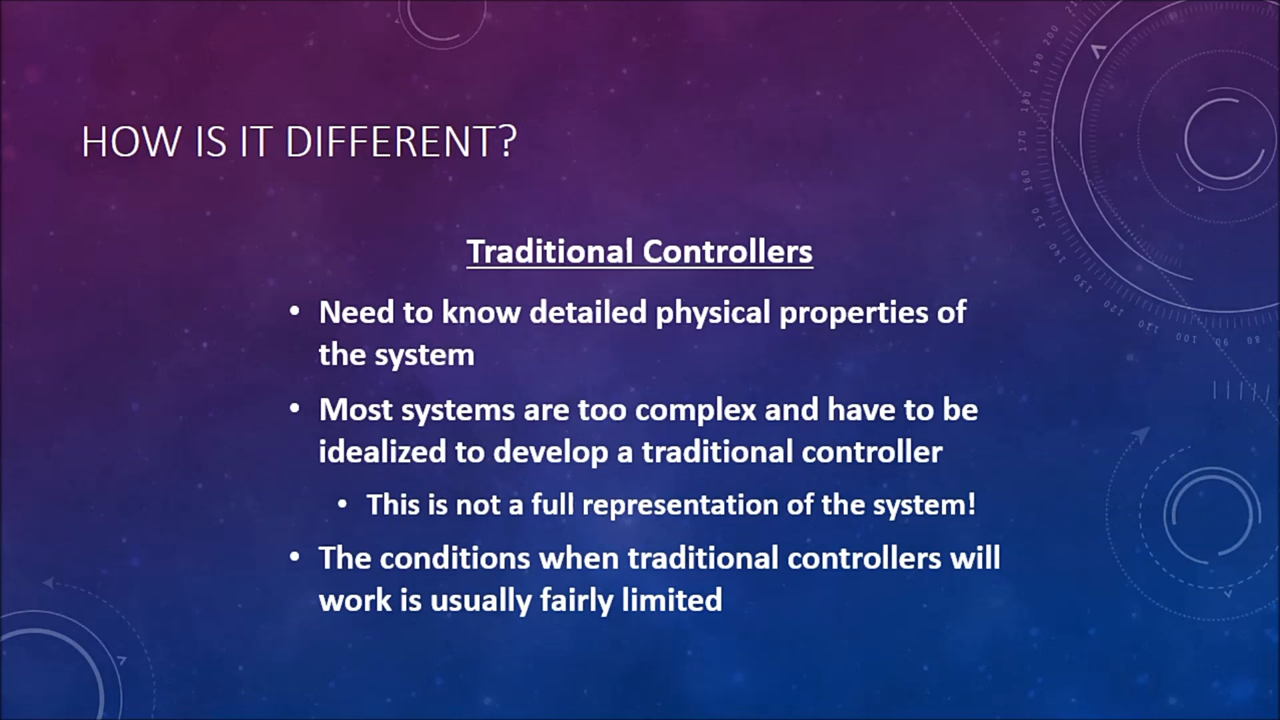 HOW IS IT DIFFERENT?
Traditional Controllers
• Need to know detailed physical properties of
the system
• Most systems are too complex and have to be
idealized to develop a traditional controller
• This is not a full representation of the system!
• The conditions when traditional controllers will
work is usually fairly limited